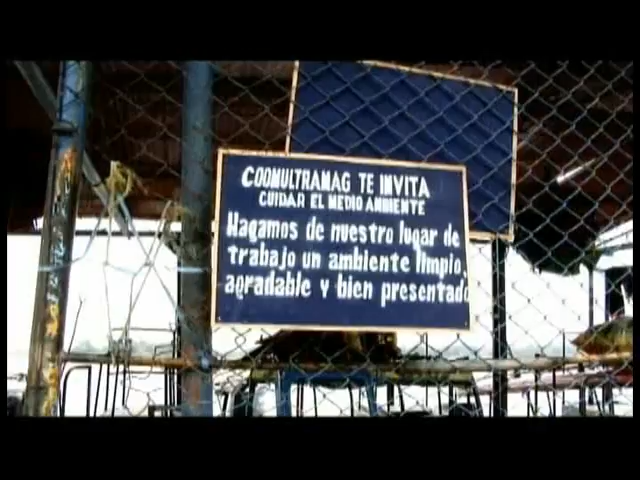 COOMULTRAMAG TE INVITA
CUIDAR EL MEDIO AMBIENTE
Hagamos de nuestro lugar de
trabajo un ambiente limpio,
agradable y bien presentado